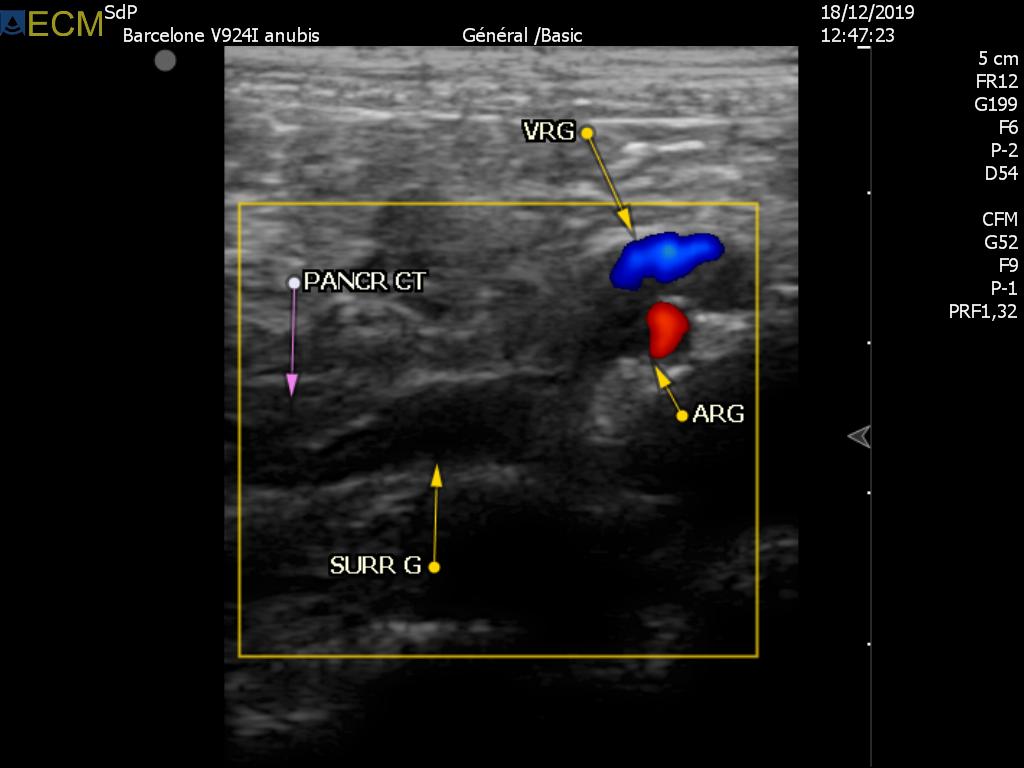 ECM
SdP
Barcelone V924I anubis
Général /Basic
18/12/2019
12:47:23
5 cm
FR12
G199
F6
P-2
D54
CFM
G52
F9
P-1
PRF1,32
VRG
PANCR CT
ARG
SURR G